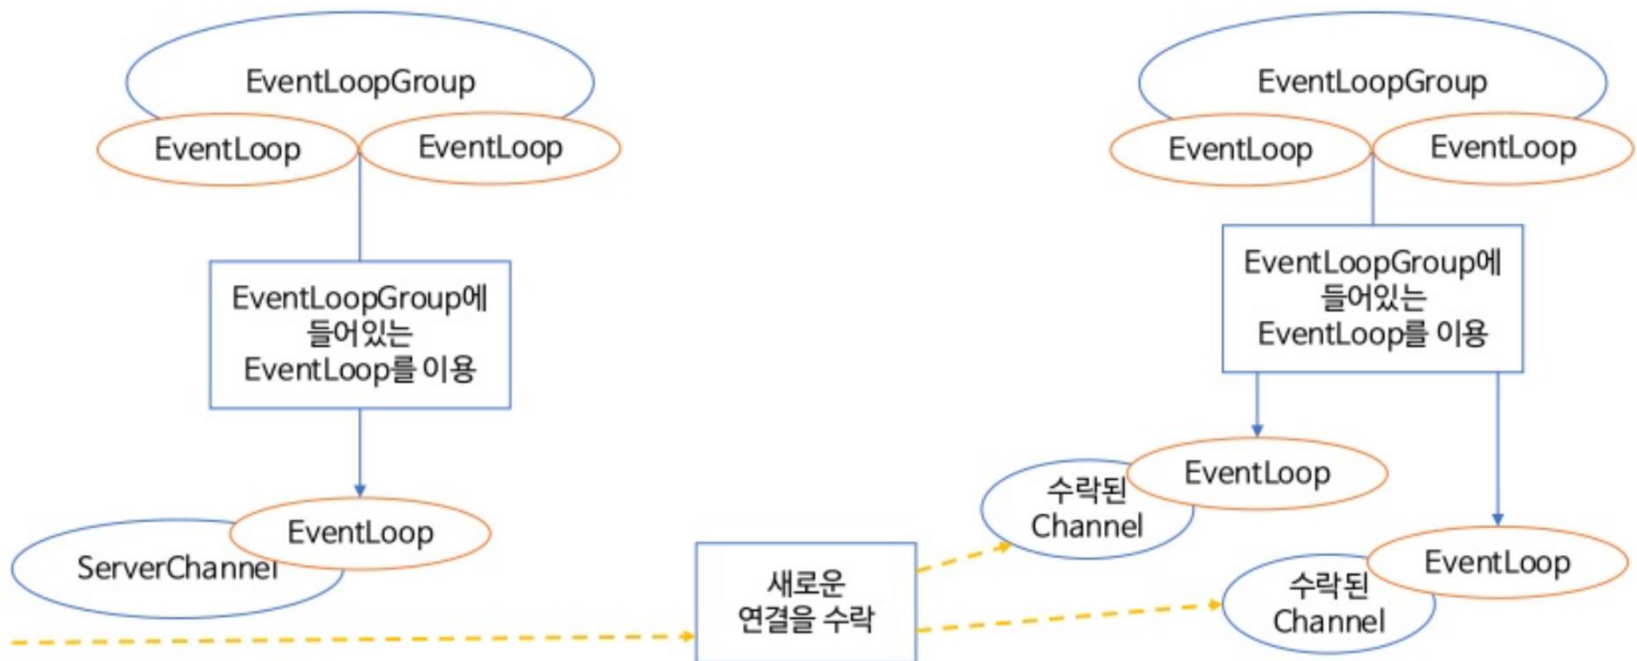 EventLoopGroup
EventLoop
EventLoop
EventLoopGroup에
들어있는
EventLoop를 이용
EventLoop
ServerChannel
새로운
연결을 수락
EventLoopGroup
EventLoop
EventLoop
EventLoopGroup에
들어있는
EventLoop를 이용
EventLoop
수락된
Channel
EventLoop
수락된
Channel